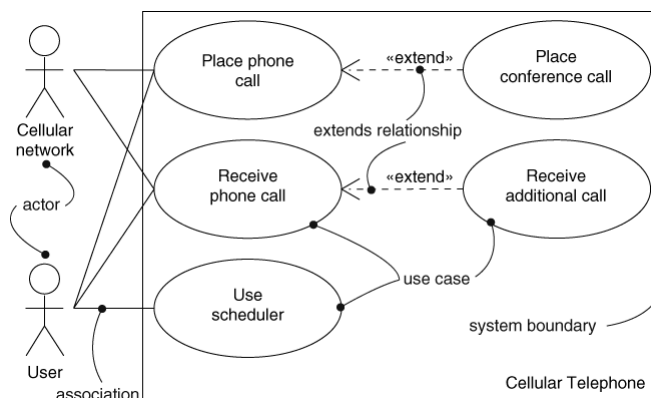 Place phone
call
«extend»
Place
conference call
Cellular
network
extends relationship
Receive
phone call
«extend»
Receive
additional call
actor
Use
scheduler
use case
system boundary
User
association
Cellular Telephone